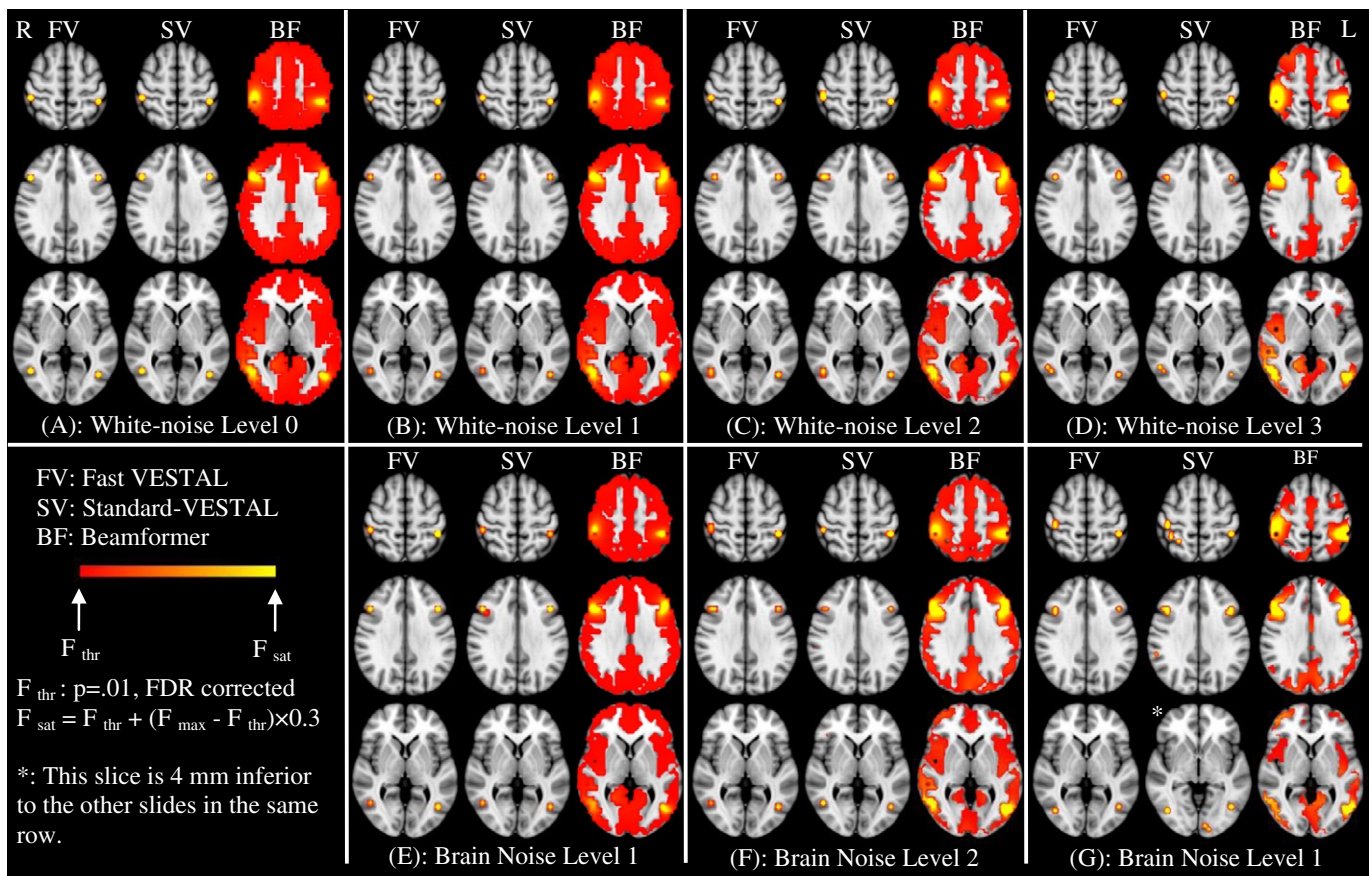 R FV SV BF
FV SV BF
FV SV BF
FV SV BF L
(A): White-noise Level 0
(B): White-noise Level 1
(C): White-noise Level 2
(D): White-noise Level 3
FV: Fast VESTAL
SV: Standard-VESTAL
BF: Beamformer
F thr F sat
F thr : p=.01, FDR corrected
F sat = F thr + (F max - F thr)×0.3
*: This slice is 4 mm inferior
to the other slides in the same
row.
FV SV BF
FV SV BF
FV SV BF
*
(E): Brain Noise Level 1
(F): Brain Noise Level 2
(G): Brain Noise Level 1